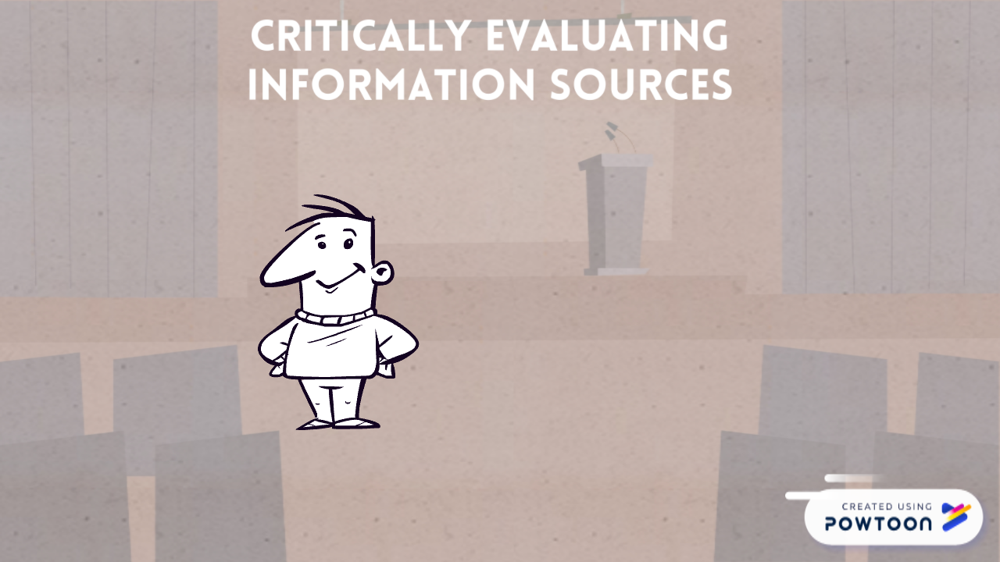 CRITICALLY EVALUATING
INFORMATION SOURCES
CREATED USING
POWTOON